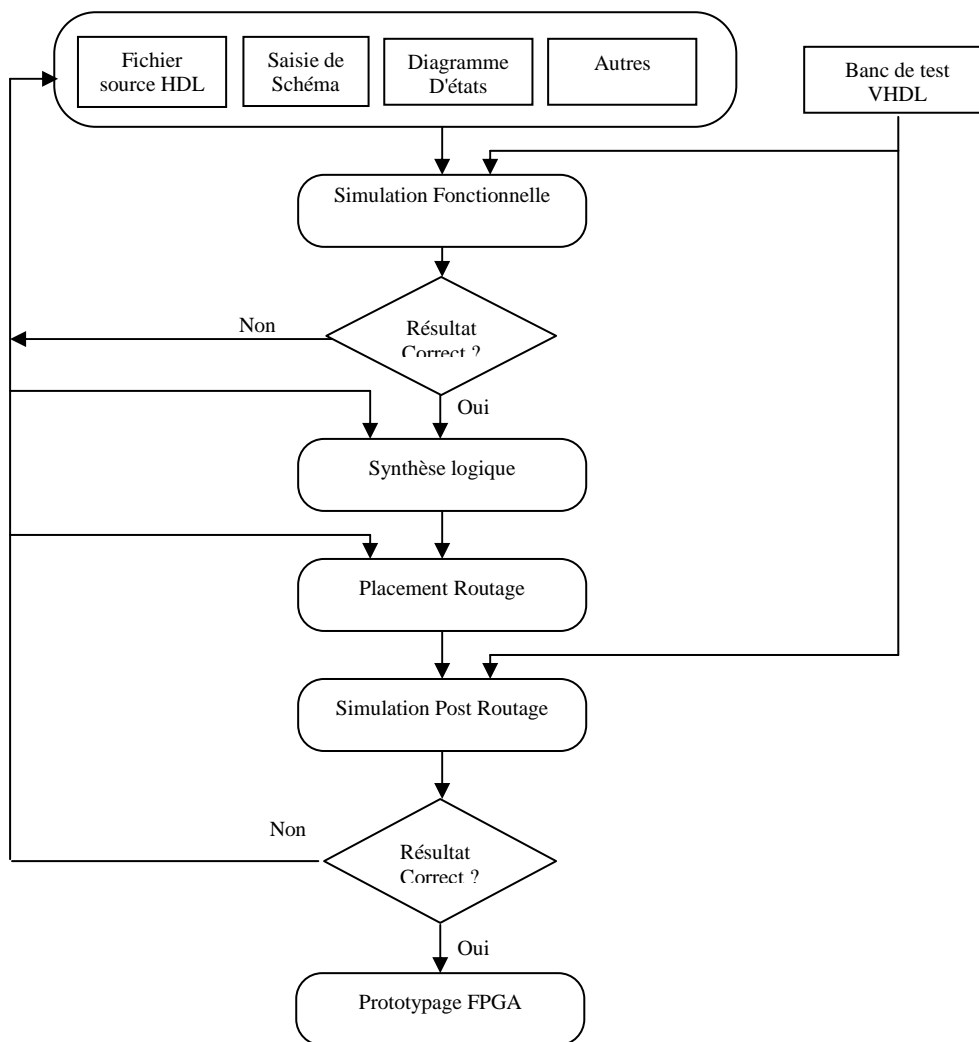 Fichier
source HDL
Saisie de
Schéma
Diagramme
D'états
Autres
Banc de test
VHDL
Simulation Fonctionnelle
Non
Résultat
Correct ?
Oui
Synthèse logique
Placement Routage
Simulation Post Routage
Non
Résultat
Correct ?
Oui
Prototypage FPGA